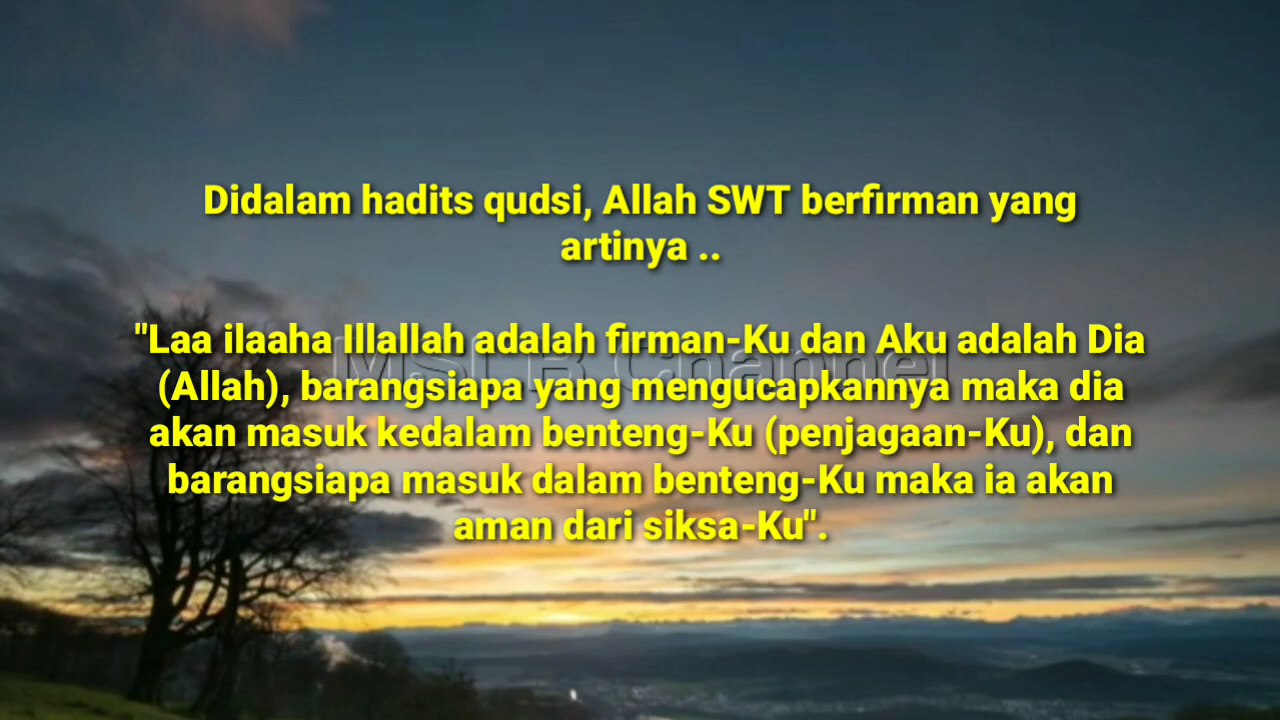 Didalam hadits qudsi, Allah SWT berfirman yang
artinya ..
"Laa ilaaha Illallah adalah firman-Ku dan Aku adalah Dia
MSLB Channel
(Allah), barangsiapa yang mengucapkannya maka dia
akan masuk kedalam benteng-Ku (penjagaan-Ku), dan
barangsiapa masuk dalam benteng-Ku maka ia akan
aman dari siksa-Ku".